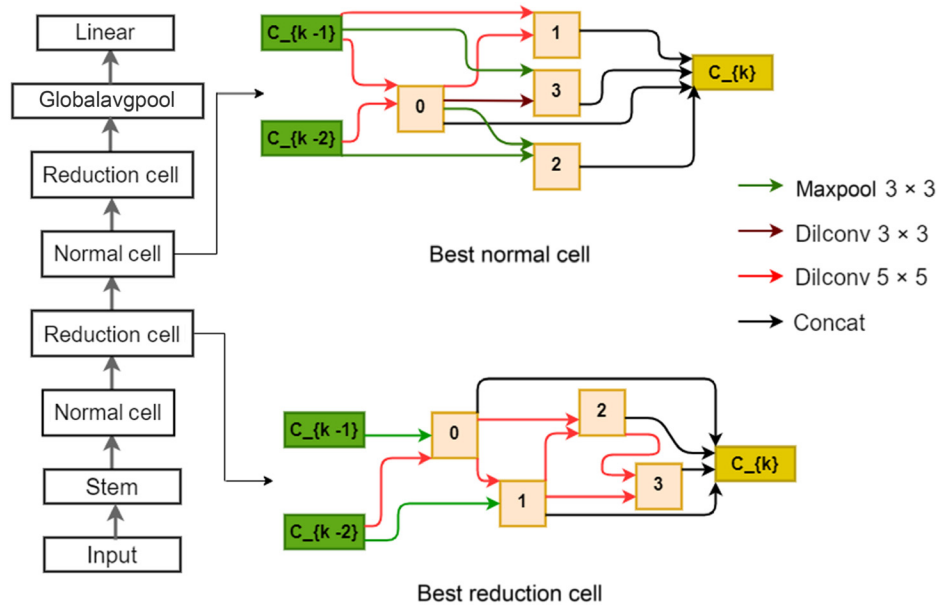 Linear
Globalavgpool
Reduction cell
Normal cell
Reduction cell
Normal cell
Stem
Input
C_{k -1}
C_{k -2}
0
1
3
2
C_{k}
Best normal cell
Maxpool 3 × 3
Dilconv 3 × 3
Dilconv 5 × 5
Concat
C_{k -1}
C_{k -2}
0
1
2
3
C_{k}
Best reduction cell